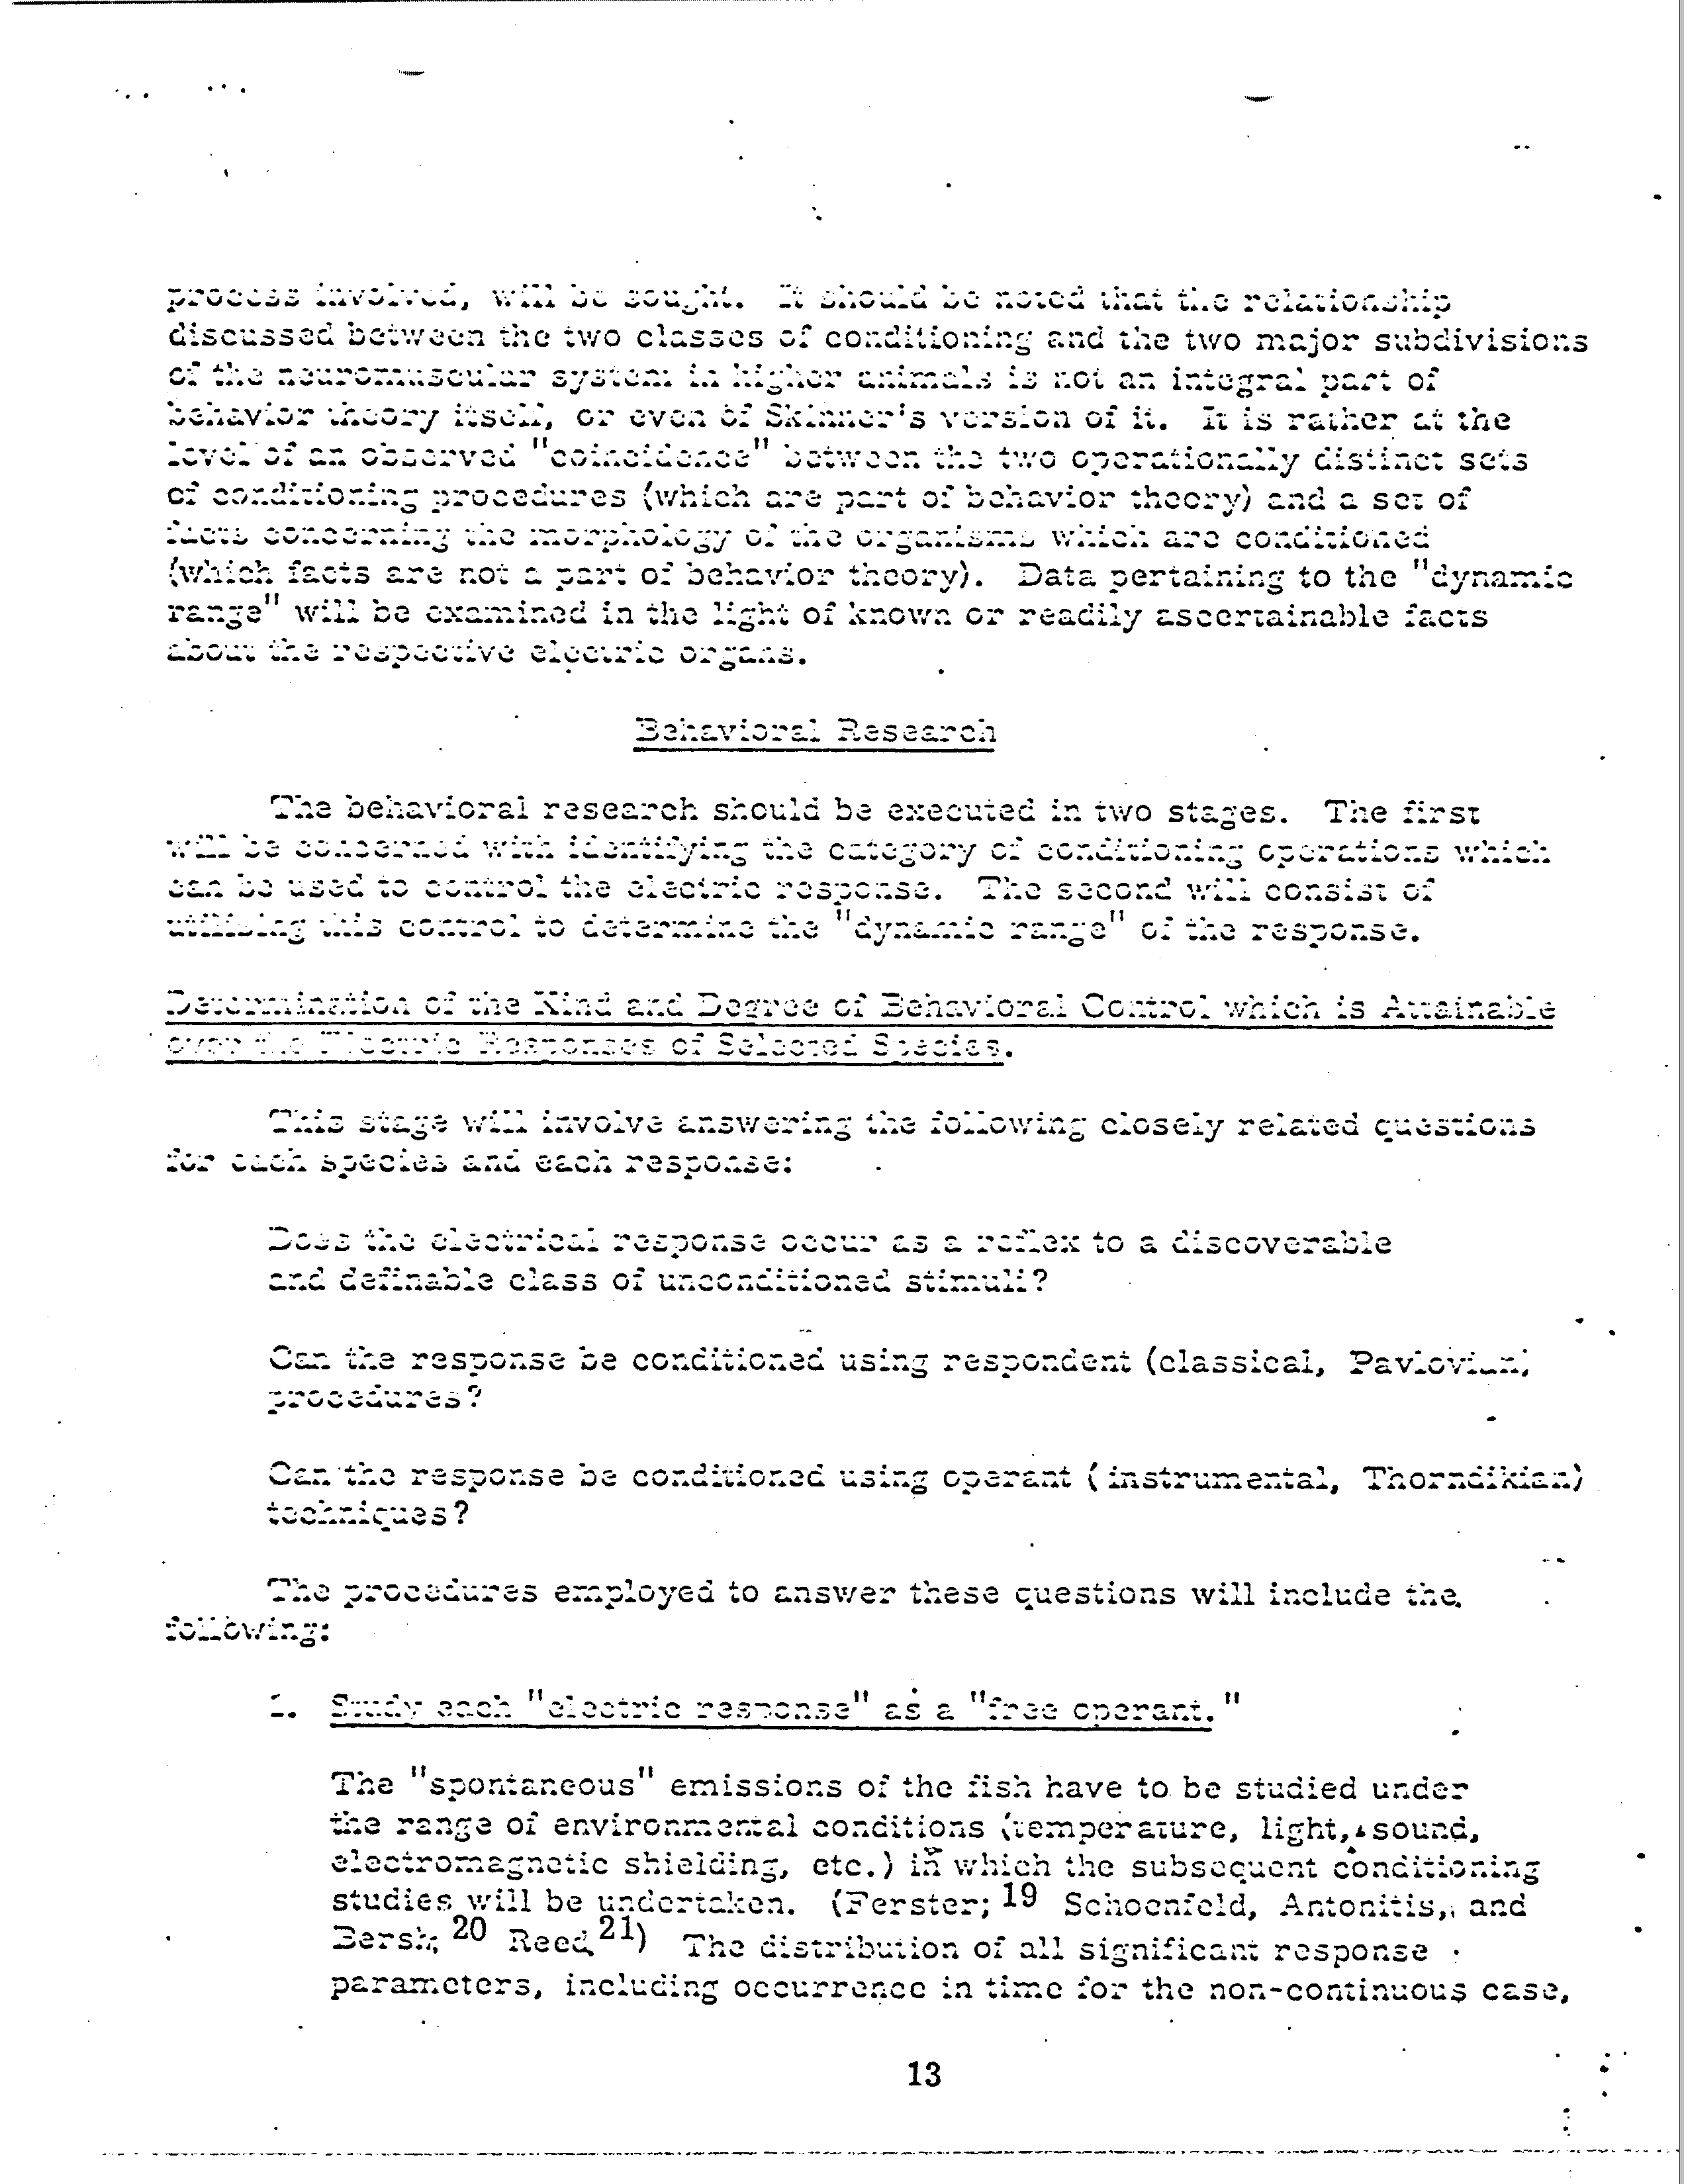 process involved, will be sought. It should be noted that the relationship
discussed between the two classes of conditioning and the two major subdivisions
of the neuromuscular system in higher animals is not an integral part of
behavior theory itself, or even of Skinner's version of it. It is rather at the
level of an observed "coincidence" between the two operationally distinct sets
of conditioning procedures (which are part of behavior theory) and a set of
facts concerning the morphology of the organisms which are conditioned
(which facts are not a part of behavior theory). Data pertaining to the "dynamic
range" will be examined in the light of known or readily ascertainable facts
about the respective electric organs.
Behavioral Research
The behavioral research should be executed in two stages. The first
will be concerned with identifying the category of conditioning operations which
can be used to control the electric response. The second will consist of
utilizing this control to determine the "dynamic range" of the response.
Determination of the Kind and Degree of Behavioral Control which is Attainable
over the Electric Responses of Selected Species.
This stage will involve answering the following closely related questions
for each species and each response:
Does the electrical response occur as a reflex to a discoverable
and definable class of unconditioned stimuli?
Can the response be conditioned using respondent (classical, Pavlovian)
procedures?
Can the response be conditioned using operant (instrumental, Thorndikian)
techniques?
The procedures employed to answer these questions will include the
following:
1. Study each "electric response" as a "free operant."
The "spontaneous" emissions of the fish have to be studied under
the range of environmental conditions (temperature, light, sound,
electromagnetic shielding, etc.) in which the subsequent conditioning
studies will be undertaken. (Ferster; 19 Schoenfeld, Antonitis, and
Bersh; 20 Reed 21) The distribution of all significant response
parameters, including occurrence in time for the non-continuous case,
13